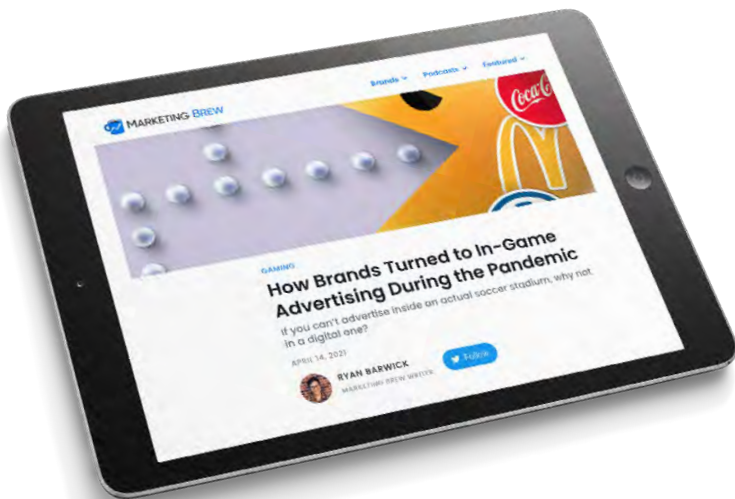 MARKETING BREW
Brands Podcasts Featured
Coca-C
GAMING
How Brands Turned to In-Game
Advertising During the Pandemic
If you can't advertise inside an actual soccer stadium, why not
in a digital one?
APRIL 14, 2021
RYAN BARWICK
MARKETING BREW WRITER
Follow